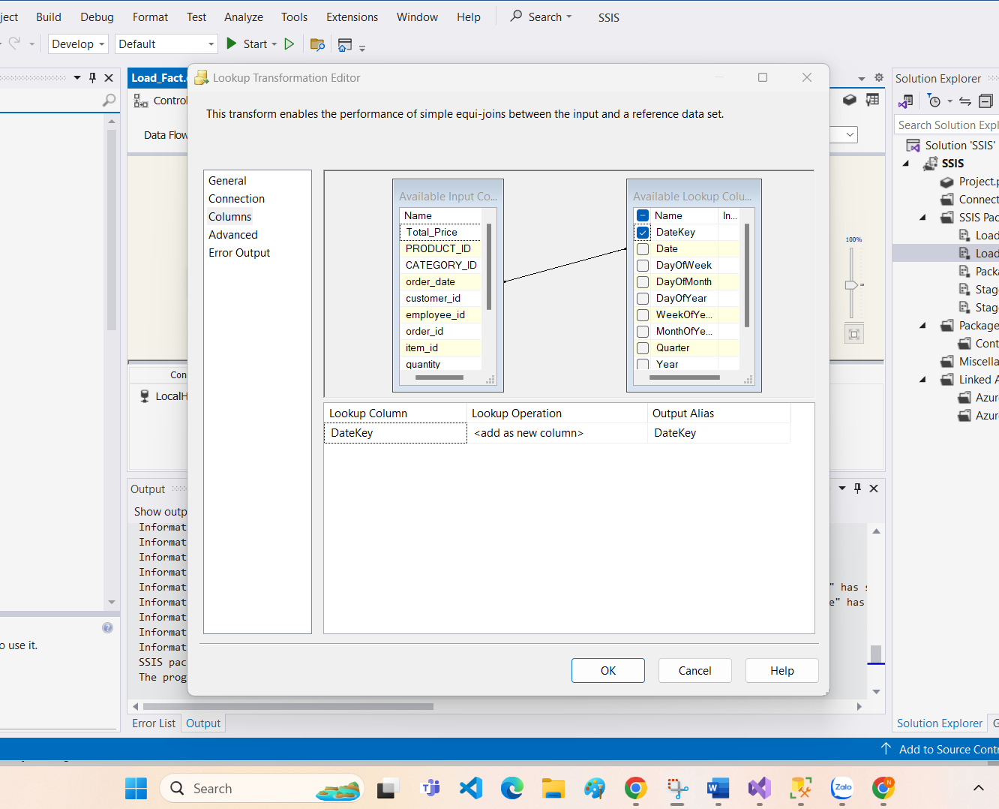 ject Build Debug Format Test Analyze Tools Extensions Window Help Search SSIS
Develop Default Start
Load_Fact.
Control
Data Flow
Lookup Transformation Editor
This transform enables the performance of simple equi-joins between the input and a reference data set.
General
Connection
Columns
Advanced
Error Output
Available Input Co...
Name
Total_Price
PRODUCT_ID
CATEGORY_ID
order_date
customer_id
employee_id
order_id
item_id
quantity
Available Lookup Colu...
Name In...
DateKey
Date
DayOfWeek
DayOfMonth
DayOfYear
WeekOfYe...
MonthOfYe...
Quarter
Year
Lookup Column Lookup Operation Output Alias
DateKey <add as new column> DateKey
OK Cancel Help
100%
Con
LocalH
Output
Show outp
Informat
Informat
Informat
Informat
Informat " has s
Informat e" has
Informat
Informat
Informat
SSIS pac
The prog
o use it.
Error List Output
Solution Explorer
Search Solution Expl
Solution 'SSIS'
SSIS
Project.p
Connect
SSIS Pac
Load
Load
Packa
Stag
Stag
Package
Cont
Miscella
Linked A
Azur
Azur
Solution Explorer G
Add to Source Contr
Search
Zalo
N